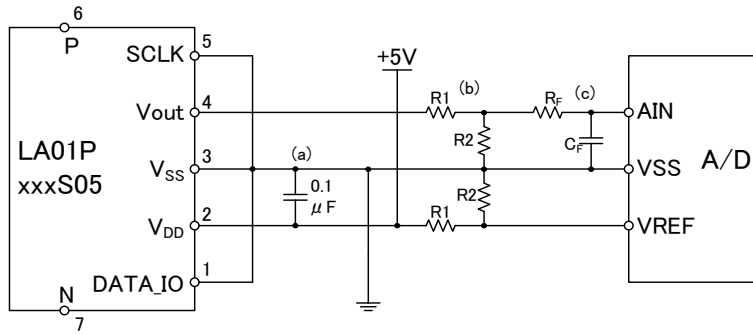 6
P
SCLK
5
+5V
(b)
(c)
Vout
4
R1
RF
AIN
R2
CF
LA01P
xxxS05
VSS
3
(a)
0.1
μF
VSS
A/D
R2
VDD
2
R1
VREF
DATA_IO
1
N
7